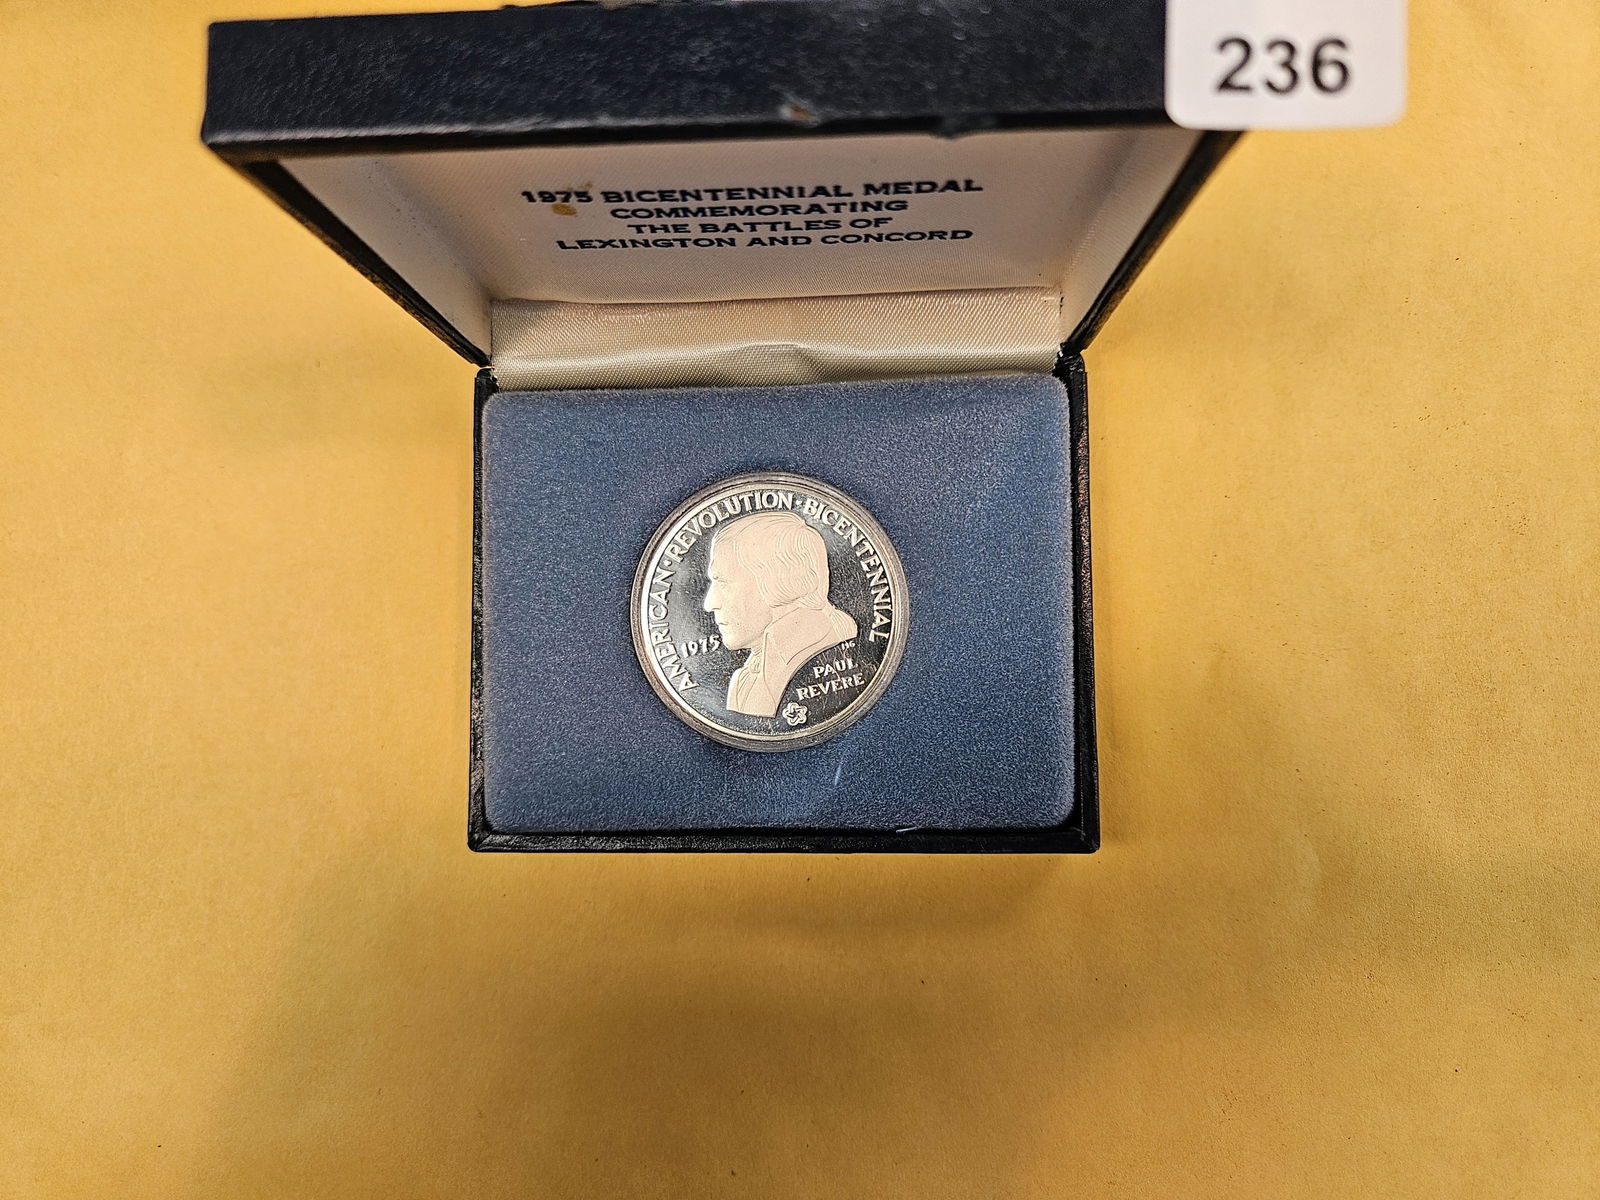 236
1975 BICENTENNIAL MEDAL
COMMEMORATING
THE BATTLES OF
LEXINGTON AND CONCORD
AMERICAN·REVOLUTION·BICENTENNIAL
1975
PAUL
REVERE